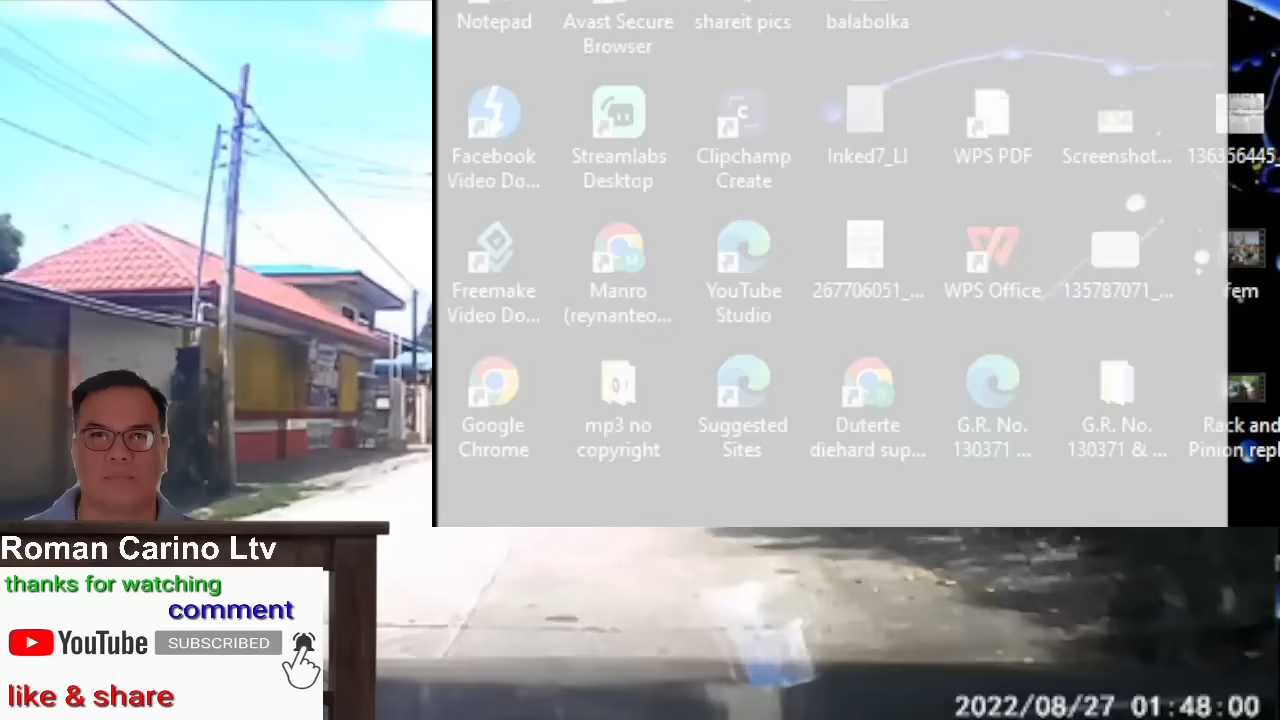 Notepad
Avast Secure
Browser
shareit pics
balabolka
Facebook
Video Do...
Streamlabs
Desktop
Clipchamp
Create
Inked7_LI
WPS PDF
Screenshot...
136356445_
Freemake
Video Do...
Manro
(reynanteo...
YouTube
Studio
267706051_...
WPS Office
135787071_...
fem
Google
Chrome
mp3 no
copyright
Suggested
Sites
Duterte
diehard sup...
G.R. No.
130371 ...
G.R. No.
130371 & ...
Rack and
Pinion repl
Roman Carino Ltv
thanks for watching
comment
YouTube SUBSCRIBED
like & share
2022/08/27 01:48:00